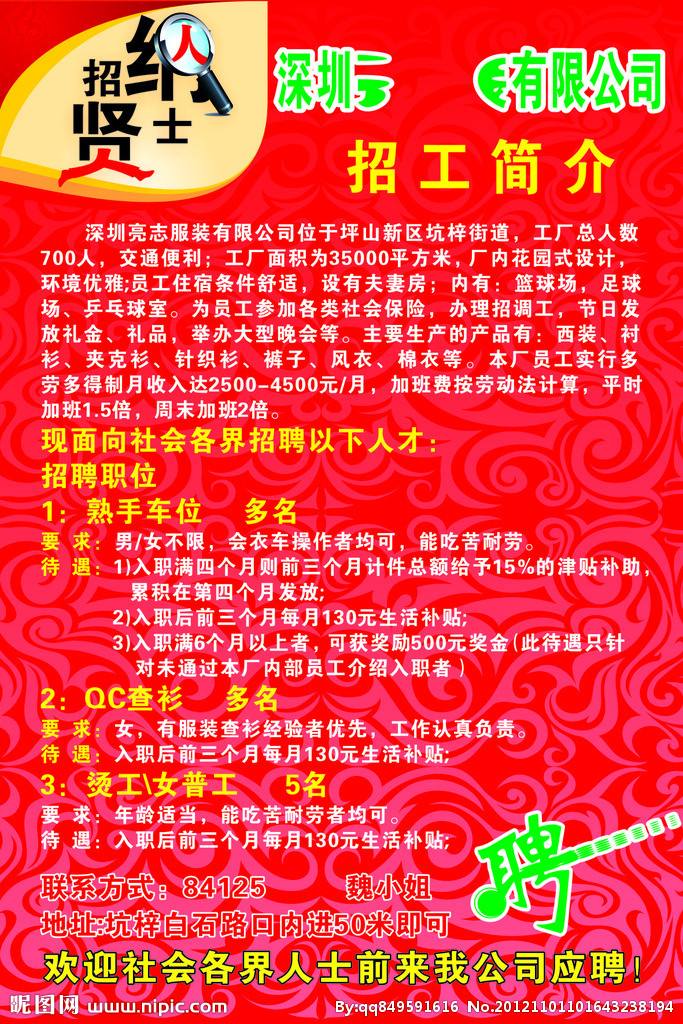 招纳贤士
人
深圳 有限公司
招工简介
深圳亮志服装有限公司位于坪山新区坑梓街道，工厂总人数
700人，交通便利；工厂面积为35000平方米，厂内花园式设计，
环境优雅;员工住宿条件舒适，设有夫妻房；内有：篮球场，足球
场、乒乓球室。为员工参加各类社会保险，办理招调工，节日发
放礼金、礼品，举办大型晚会等。主要生产的产品有：西装、衬
衫、夹克衫、针织衫、裤子、风衣、棉衣等。本厂员工实行多
劳多得制月收入达2500-4500元/月，加班费按劳动法计算，平时
加班1.5倍，周末加班2倍。
现面向社会各界招聘以下人才：
招聘职位
1：熟手车位 多名
要 求：男/女不限，会衣车操作者均可，能吃苦耐劳。
待 遇：1)入职满四个月则前三个月计件总额给予15%的津贴补助，
累积在第四个月发放;
2)入职后前三个月每月130元生活补贴;
3)入职满6个月以上者，可获奖励500元奖金(此待遇只针
对未通过本厂内部员工介绍入职者）
2：QC查衫 多名
要 求：女，有服装查衫经验者优先，工作认真负责。
待 遇：入职后前三个月每月130元生活补贴;
3：烫工\女普工 5名
要 求：年龄适当，能吃苦耐劳者均可。
待 遇：入职后前三个月每月130元生活补贴;
聘
联系方式：84125 魏小姐
地址:坑梓白石路口内进50米即可
欢迎社会各界人士前来我公司应聘!
昵图网 www.nipic.com By:qq849591616 No.20121101101643238194